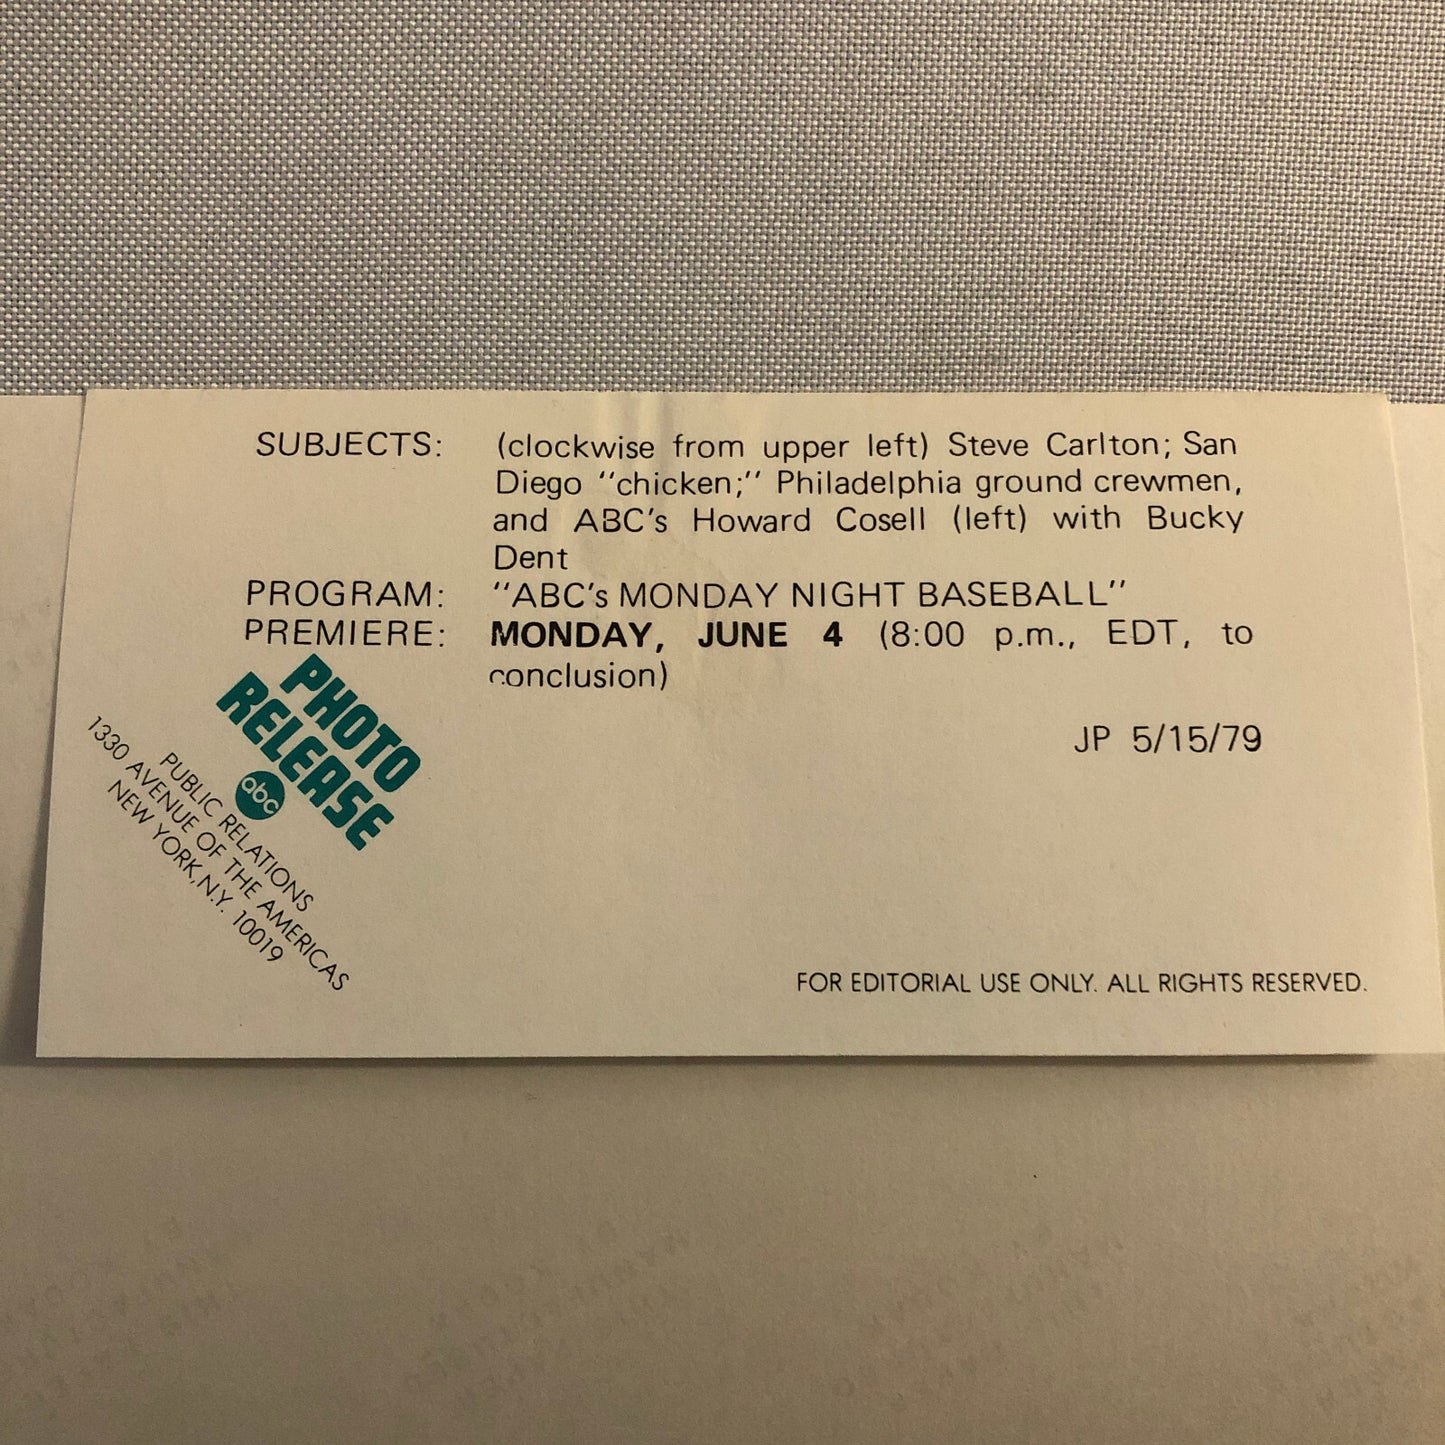 SUBJECTS: (clockwise from upper left) Steve Carlton; San
Diego "chicken;" Philadelphia ground crewmen,
and ABC's Howard Cosell (left) with Bucky
Dent
PROGRAM: "ABC's MONDAY NIGHT BASEBALL"
PREMIERE: MONDAY, JUNE 4 (8:00 p.m., EDT, to
conclusion)
JP 5/15/79
PHOTO
RELEASE
abc
PUBLIC RELATIONS
1330 AVENUE OF THE AMERICAS
NEW YORK, N.Y. 10019
FOR EDITORIAL USE ONLY. ALL RIGHTS RESERVED.